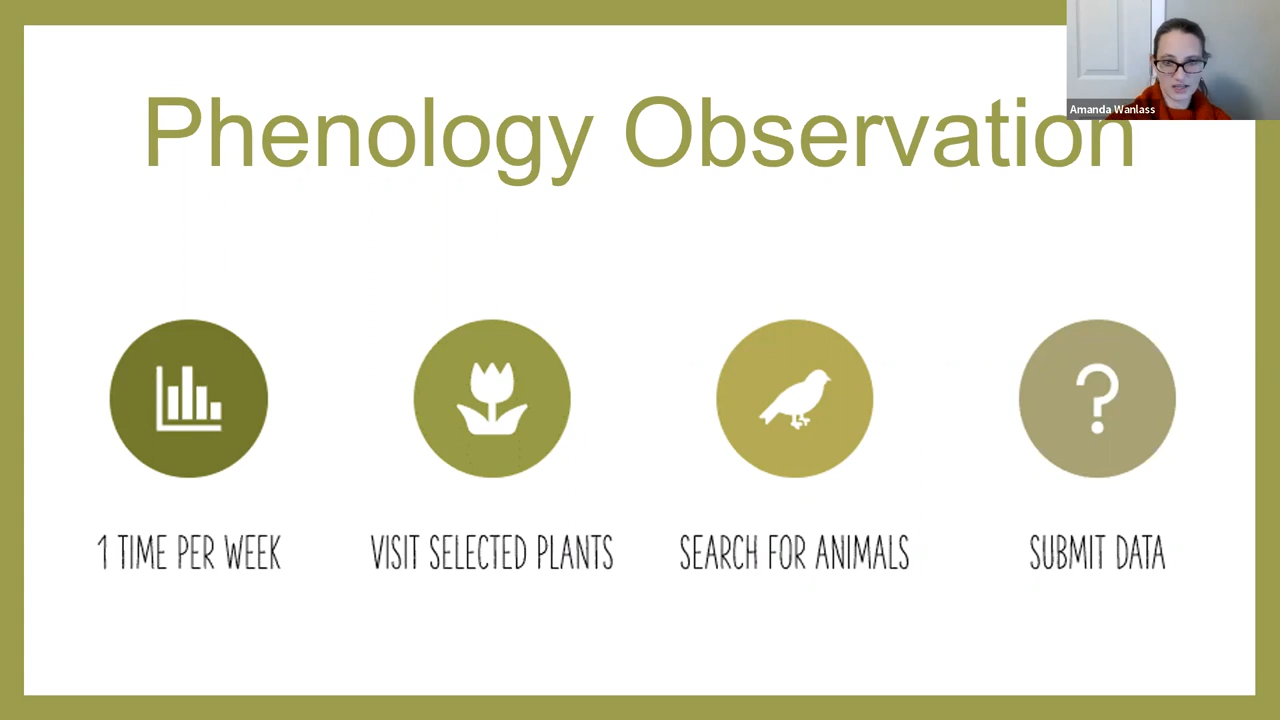 Phenology Observation
Amanda Wanlass
1 TIME PER WEEK
VISIT SELECTED PLANTS
SEARCH FOR ANIMALS
?
SUBMIT DATA